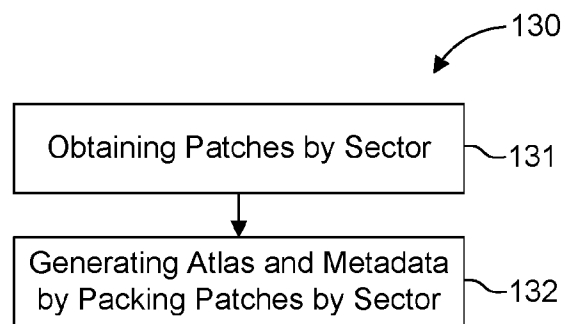 130
Obtaining Patches by Sector
131
Generating Atlas and Metadata
by Packing Patches by Sector
132